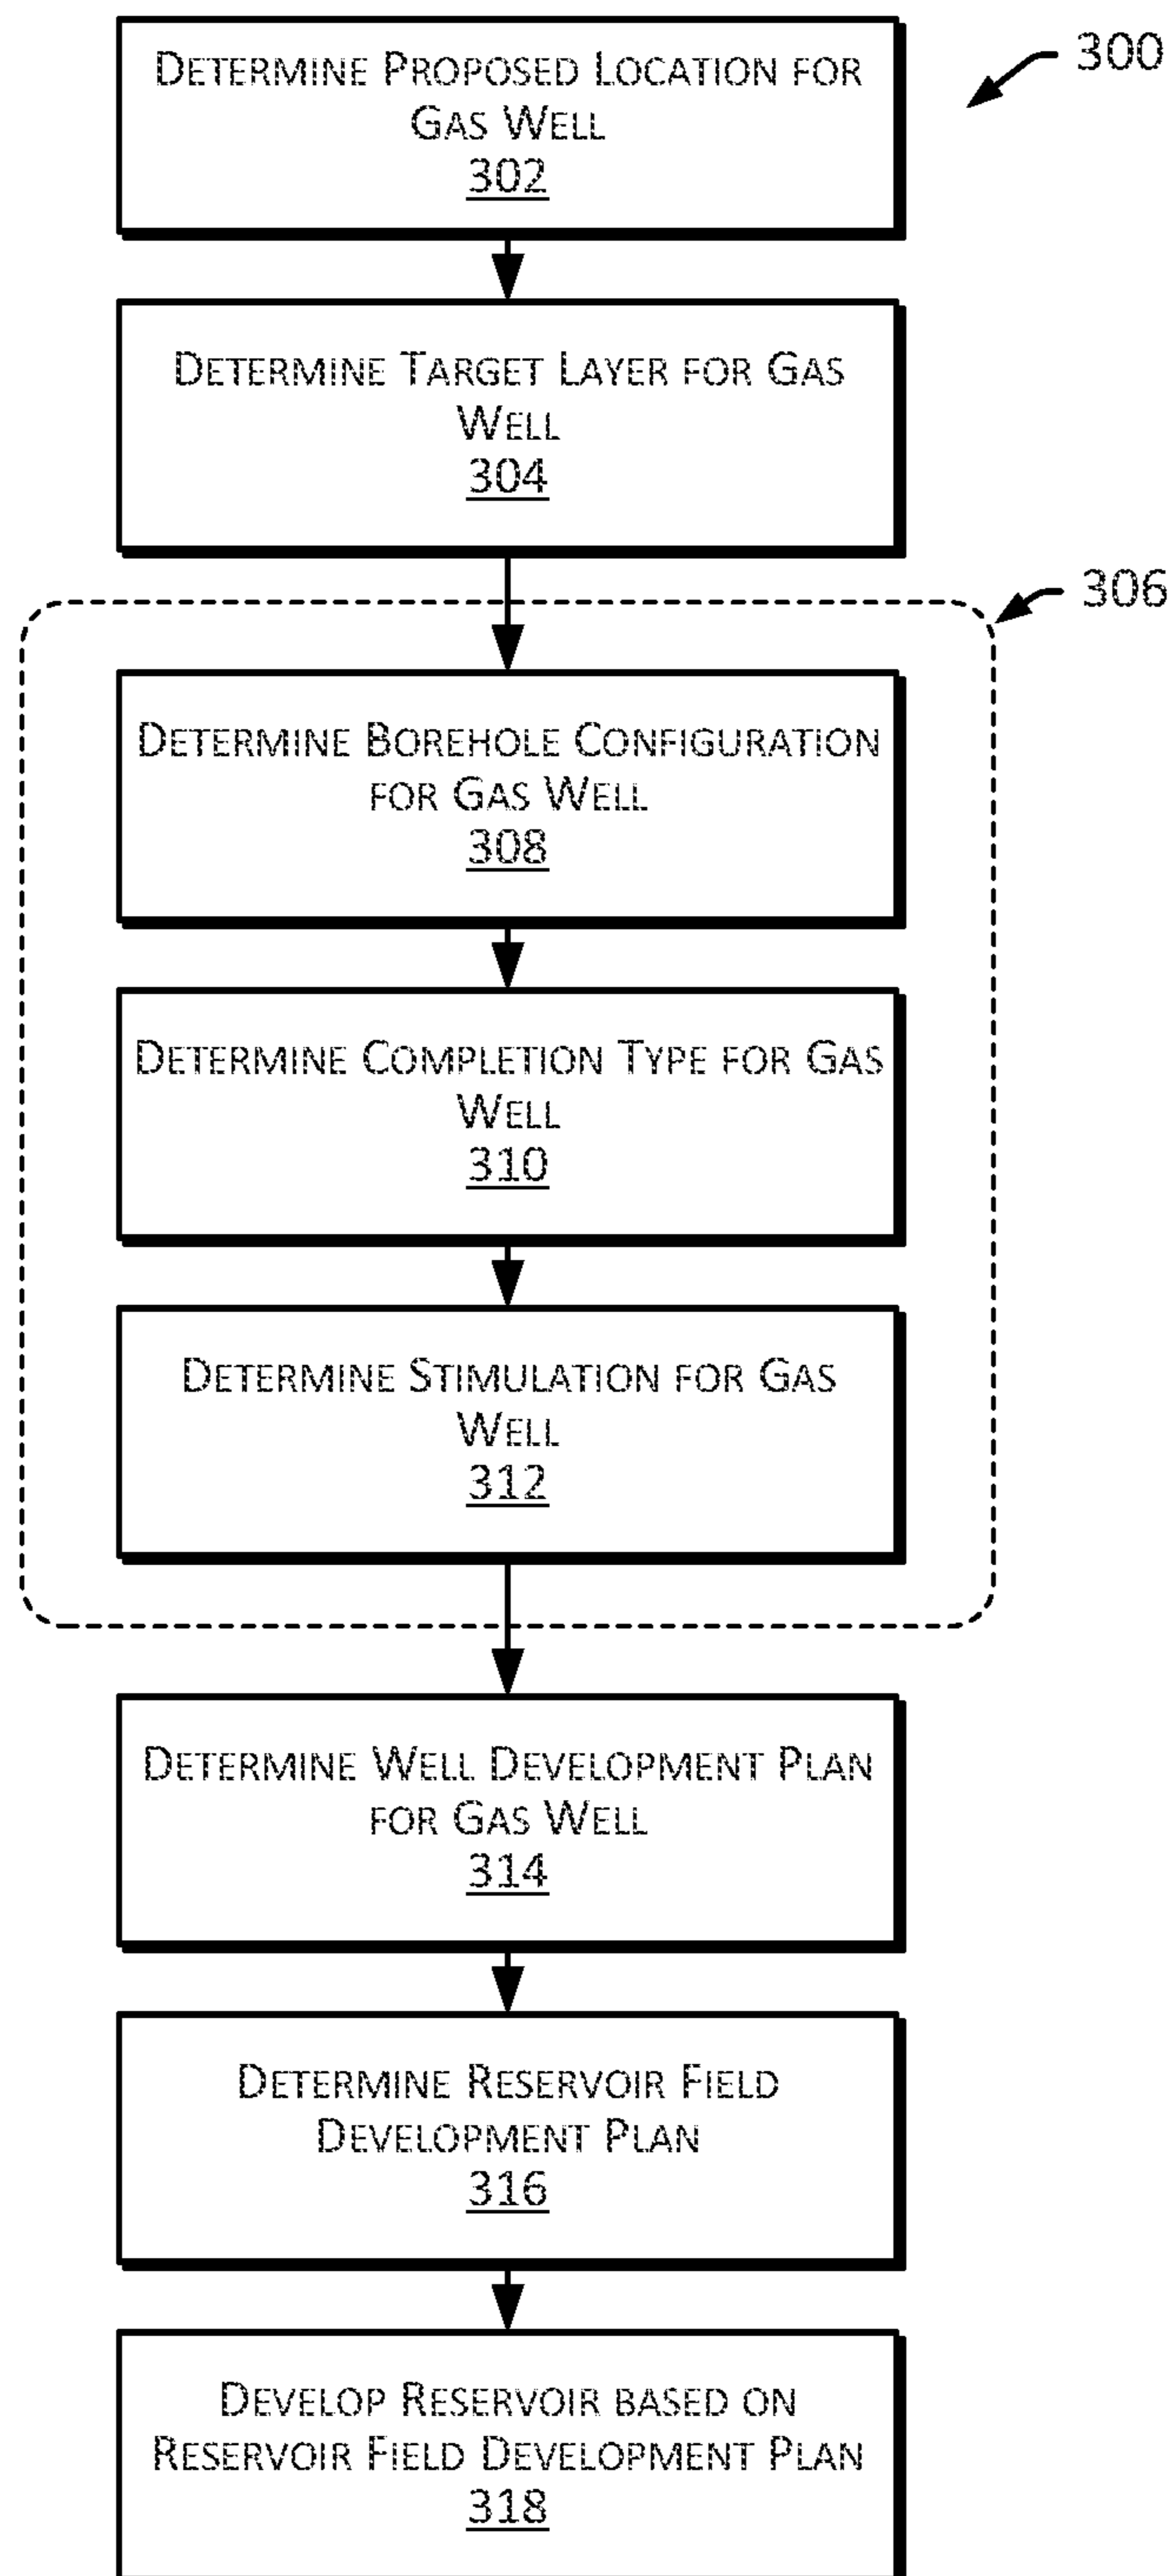 DETERMINE PROPOSED LOCATION FOR
GAS WELL
302
300
DETERMINE TARGET LAYER FOR GAS
WELL
304
306
DETERMINE BOREHOLE CONFIGURATION
FOR GAS WELL
308
DETERMINE COMPLETION TYPE FOR GAS
WELL
310
DETERMINE STIMULATION FOR GAS
WELL
312
DETERMINE WELL DEVELOPMENT PLAN
FOR GAS WELL
314
DETERMINE RESERVOIR FIELD
DEVELOPMENT PLAN
316
DEVELOP RESERVOIR BASED ON
RESERVOIR FIELD DEVELOPMENT PLAN
318